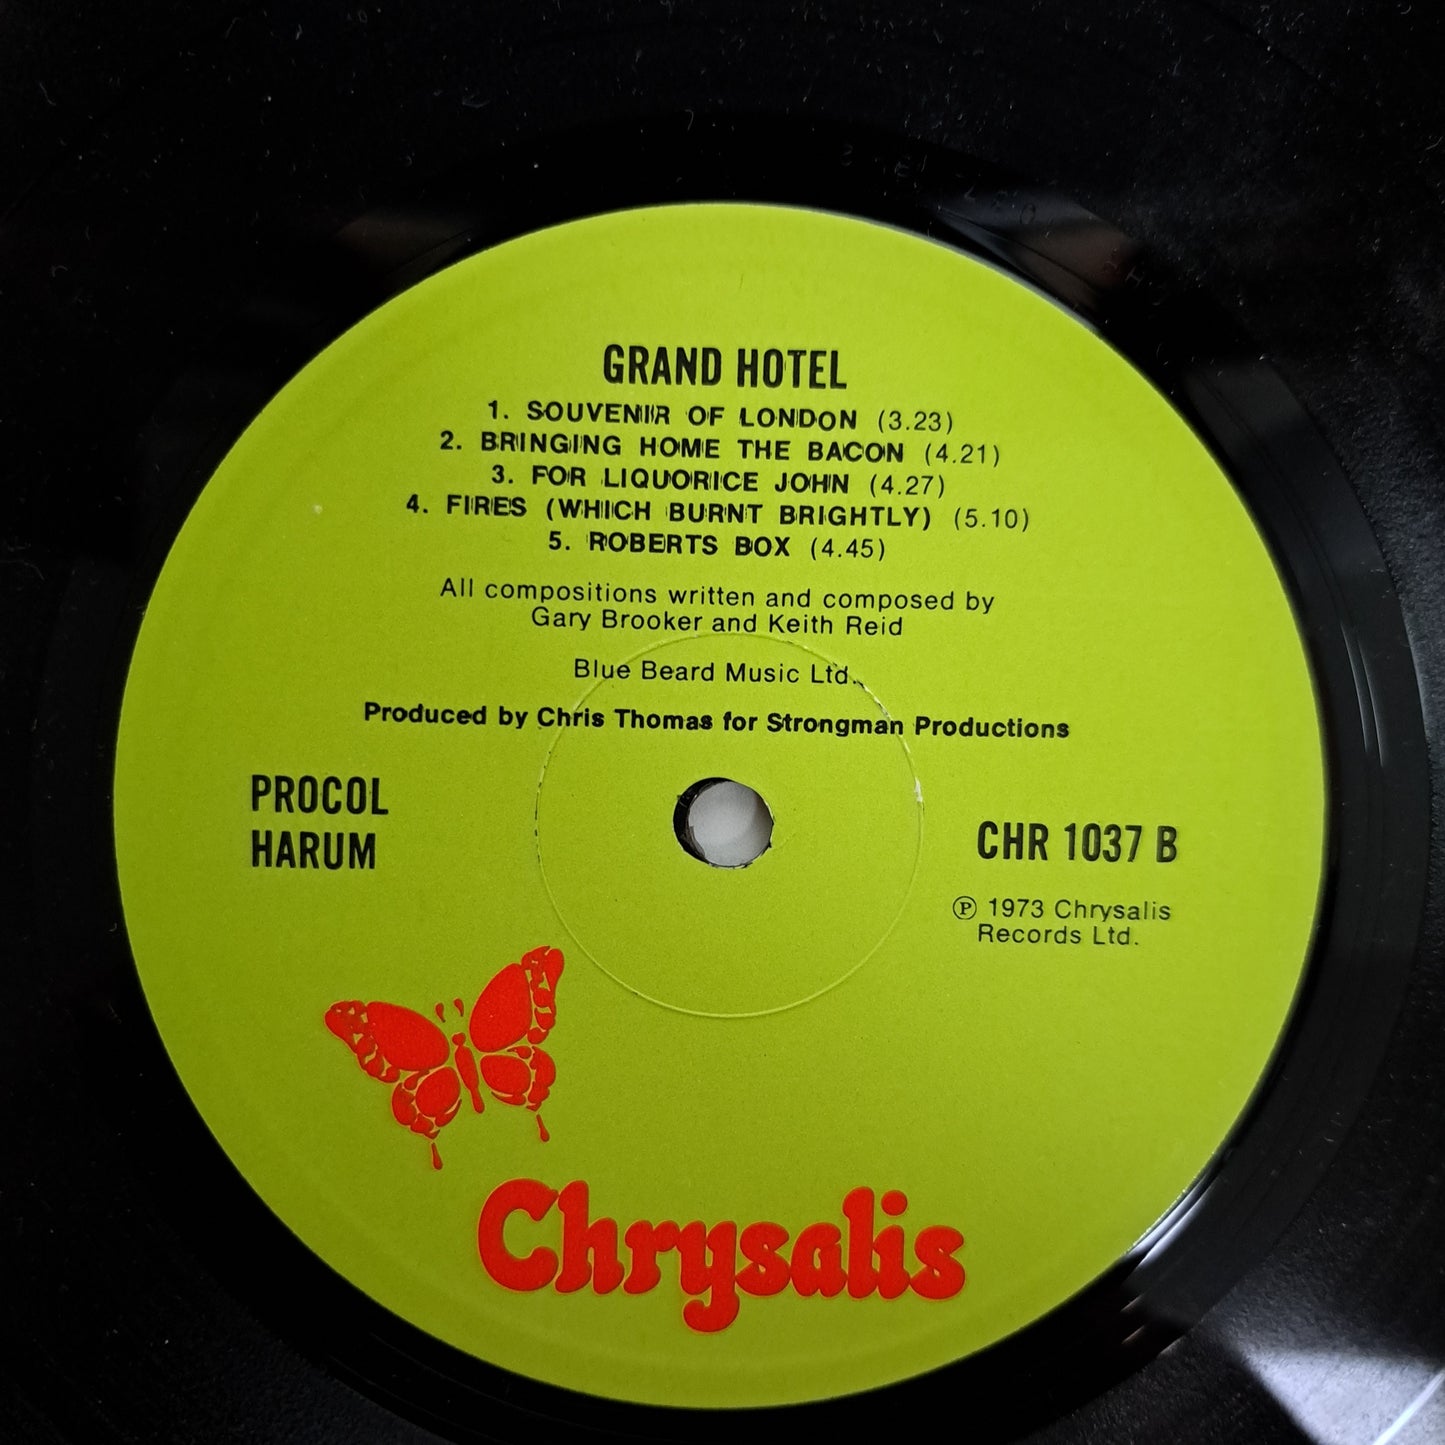 GRAND HOTEL
1. SOUVENIR OF LONDON (3.23)
2. BRINGING HOME THE BACON (4.21)
3. FOR LIQUORICE JOHN (4.27)
4. FIRES (WHICH BURNT BRIGHTLY) (5.10)
5. ROBERTS BOX (4.45)
All compositions written and composed by
Gary Brooker and Keith Reid
Blue Beard Music Ltd.
Produced by Chris Thomas for Strongman Productions
PROCOL
HARUM
CHR 1037 B
℗ 1973 Chrysalis
Records Ltd.
Chrysalis